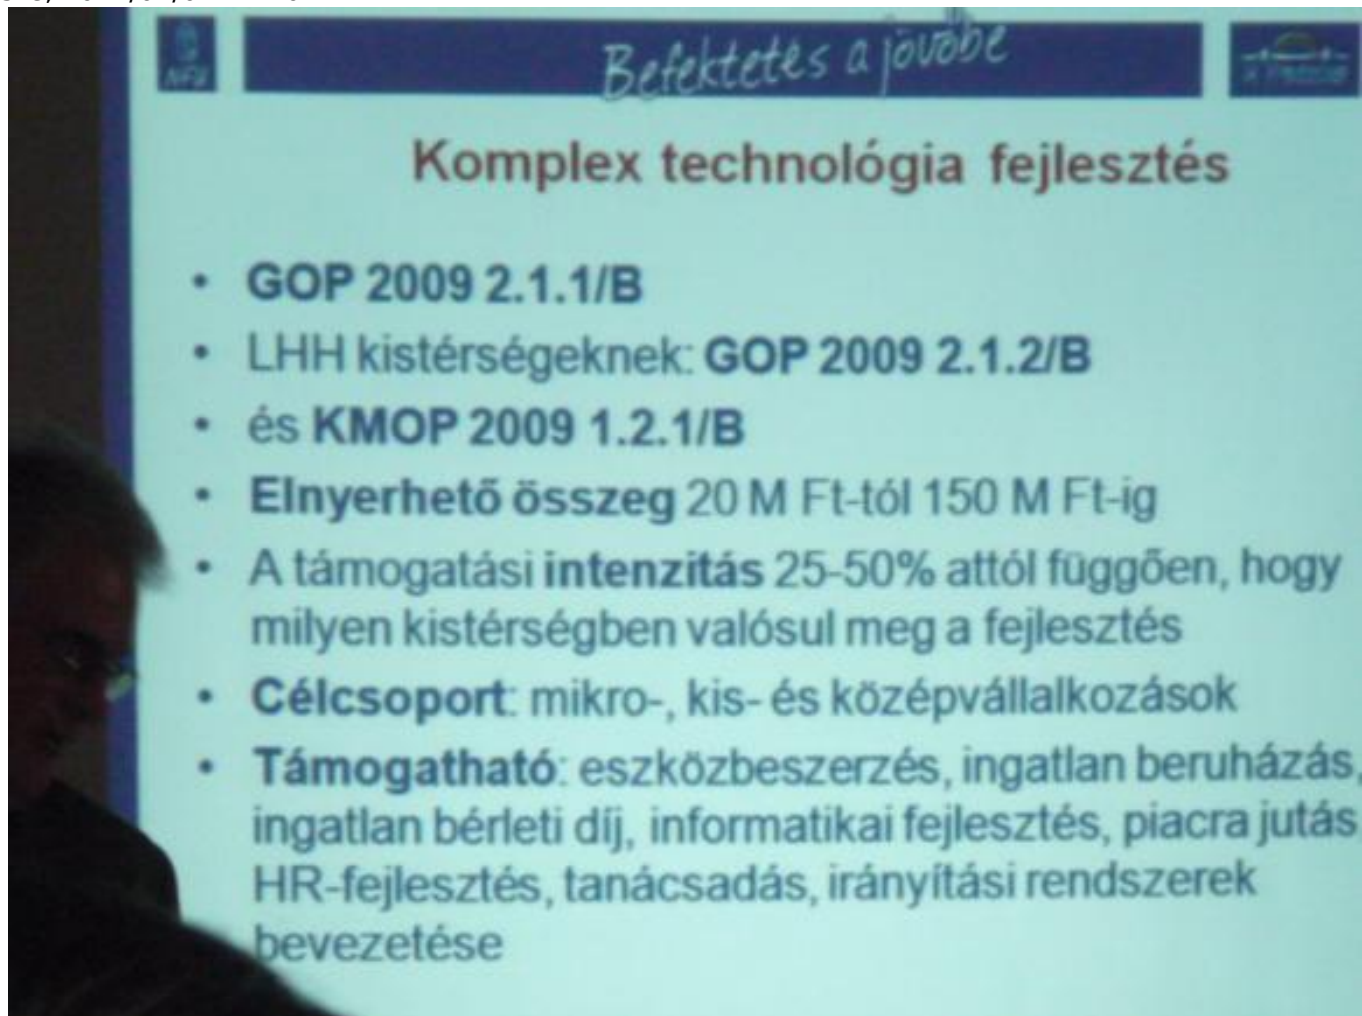 NFÜ
Befektetés a jövőbe
Komplex technológia fejlesztés
• GOP 2009 2.1.1/B
• LHH kistérségeknek: GOP 2009 2.1.2/B
• és KMOP 2009 1.2.1/B
• Elnyerhető összeg 20 M Ft-tól 150 M Ft-ig
• A támogatási intenzitás 25-50% attól függően, hogy
milyen kistérségben valósul meg a fejlesztés
• Célcsoport: mikro-, kis- és középvállalkozások
• Támogatható: eszközbeszerzés, ingatlan beruházás,
ingatlan bérleti díj, informatikai fejlesztés, piacra jutás
HR-fejlesztés, tanácsadás, irányítási rendszerek
bevezetése